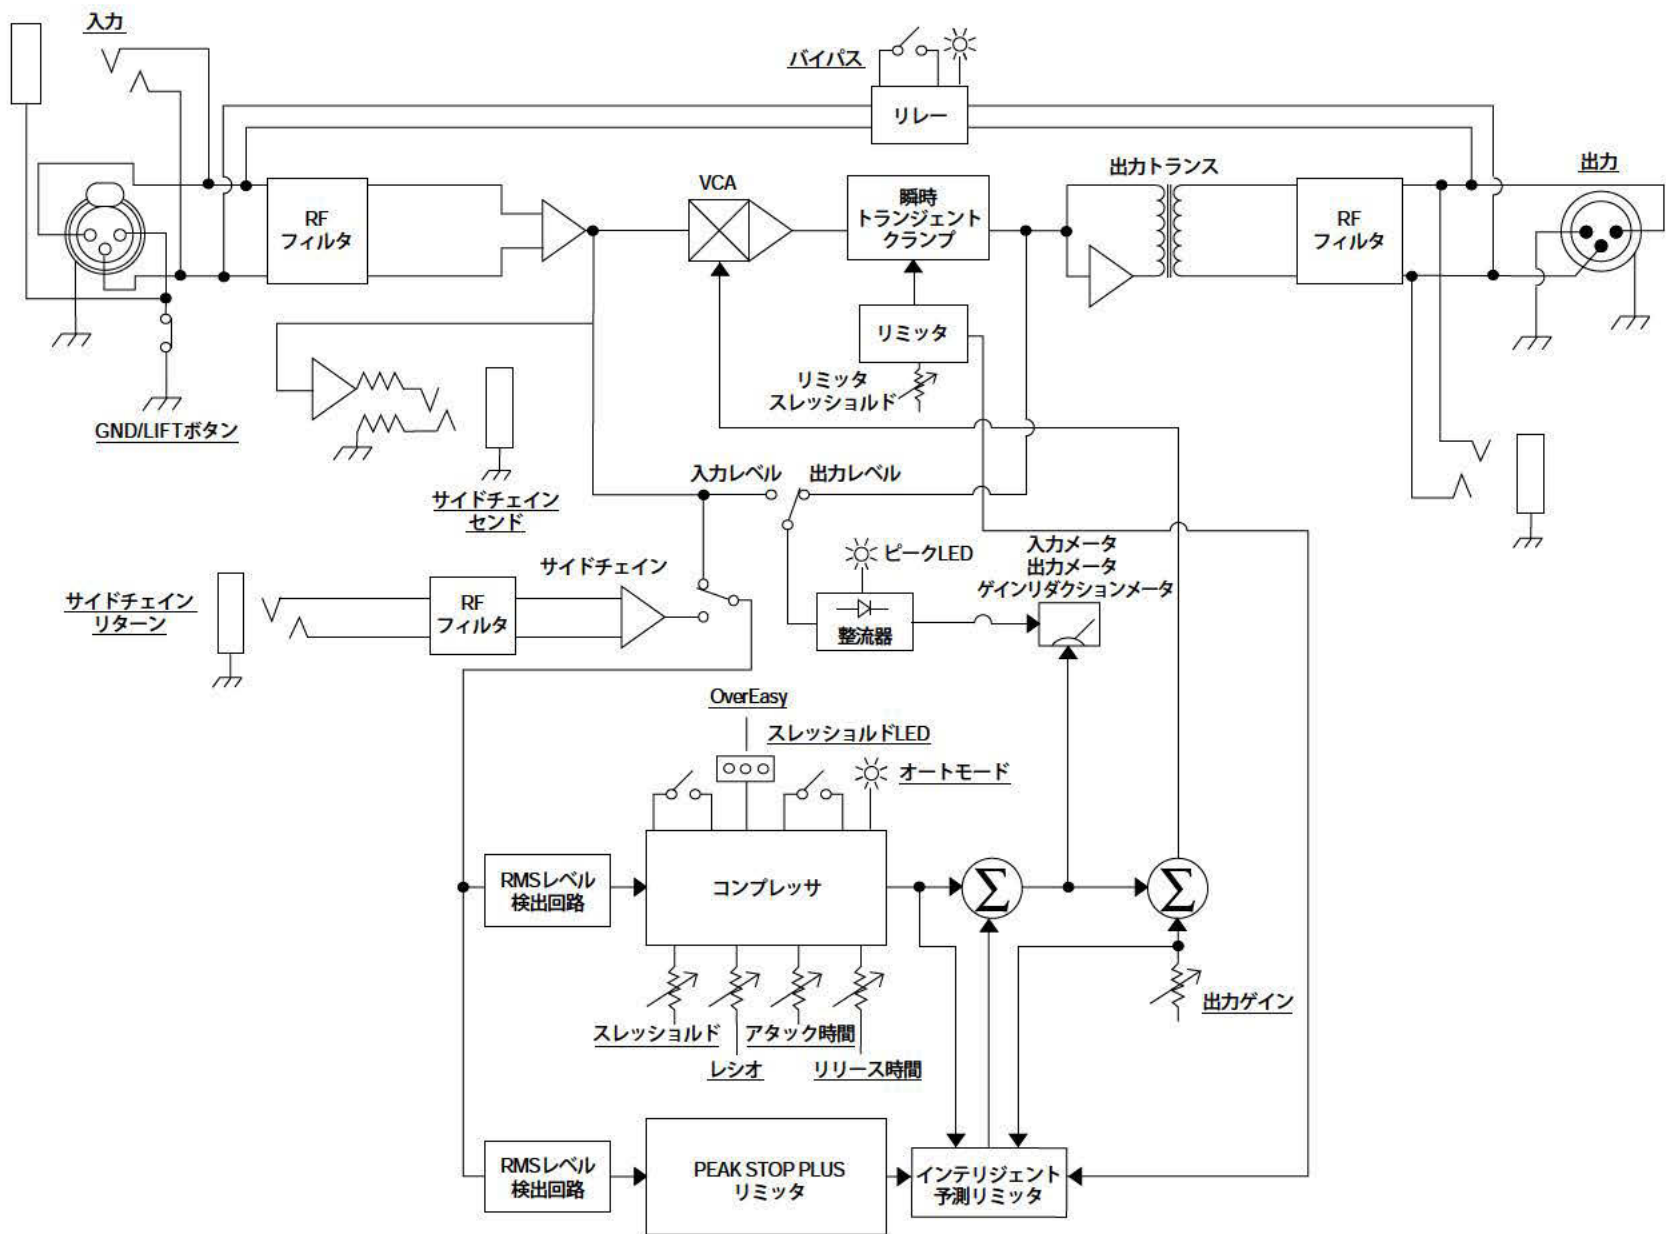 入力
バイパス
リレー
出力トランス
出力
VCA
RF
フィルタ
瞬時
トランジェント
クランプ
RF
フィルタ
リミッタ
リミッタ
スレッショルド
GND/LIFTボタン
入力レベル
出力レベル
サイドチェイン
センド
ピークLED
入力メータ
出力メータ
ゲインリダクションメータ
サイドチェイン
サイドチェイン
リターン
RF
フィルタ
整流器
OverEasy
スレッショルドLED
オートモード
RMSレベル
検出回路
コンプレッサ
Σ
Σ
出力ゲイン
スレッショルド
アタック時間
レシオ
リリース時間
RMSレベル
検出回路
PEAK STOP PLUS
リミッタ
インテリジェント
予測リミッタ